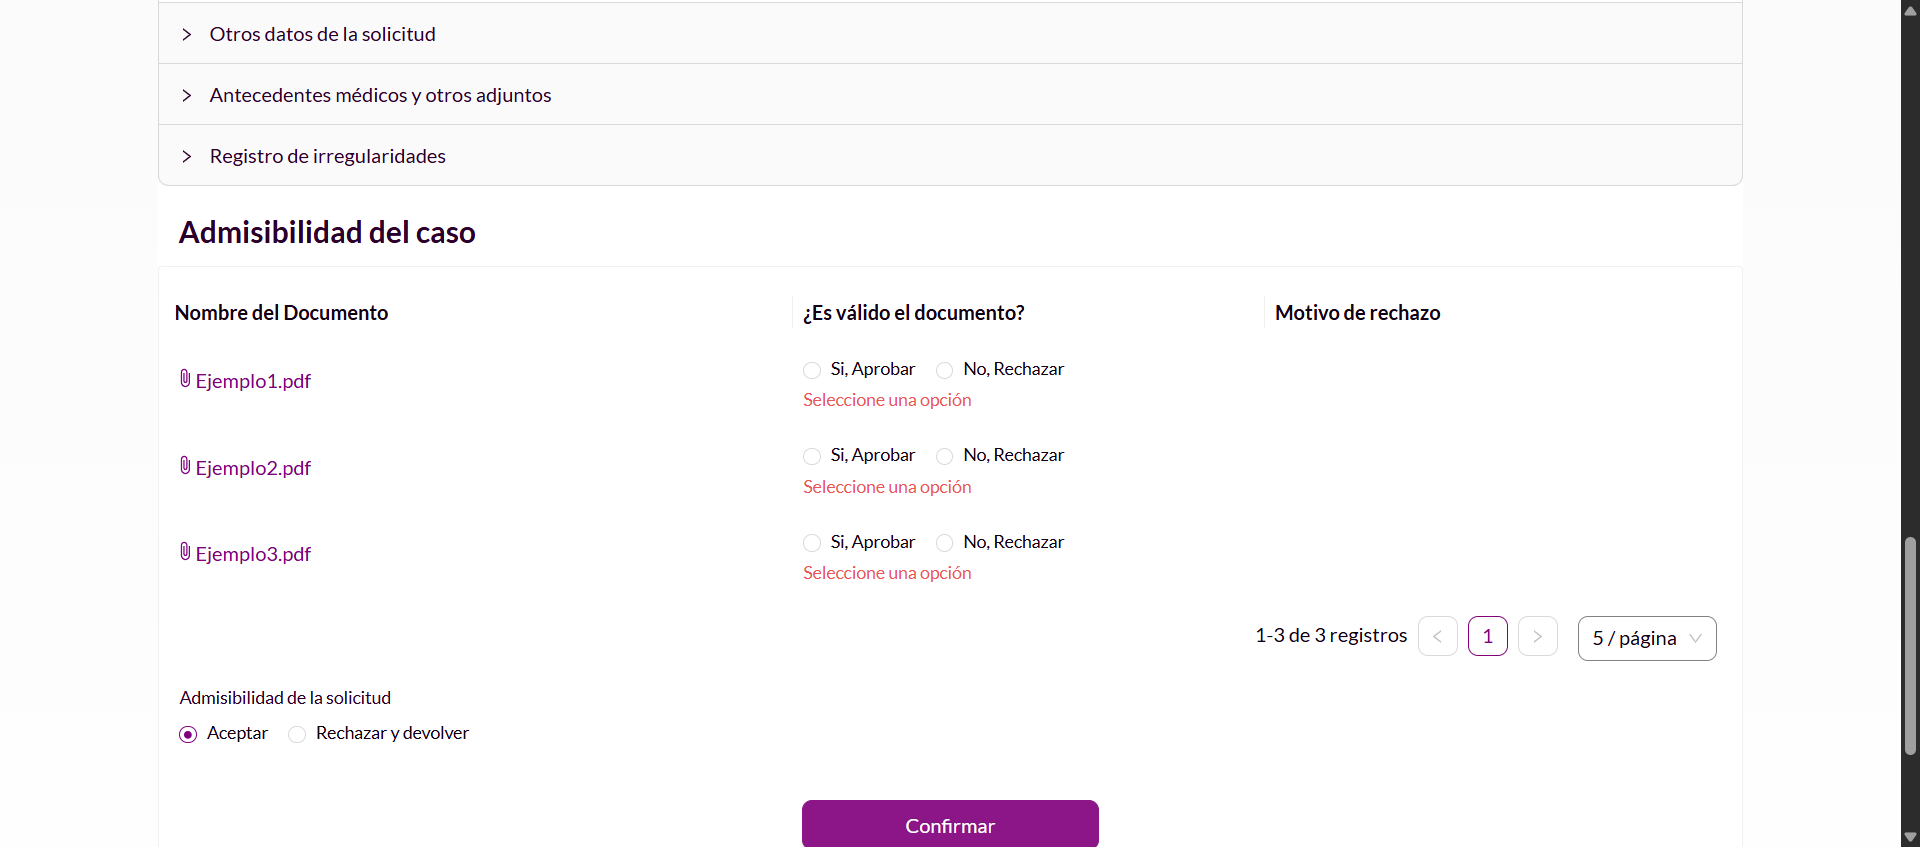 Otros datos de la solicitud
Antecedentes médicos y otros adjuntos
Registro de irregularidades
Admisibilidad del caso
Nombre del Documento ¿Es válido el documento? Motivo de rechazo
Ejemplo1.pdf Si, Aprobar No, Rechazar
Seleccione una opción
Ejemplo2.pdf Si, Aprobar No, Rechazar
Seleccione una opción
Ejemplo3.pdf Si, Aprobar No, Rechazar
Seleccione una opción
1-3 de 3 registros 1 5 / página
Admisibilidad de la solicitud
Aceptar Rechazar y devolver
Confirmar